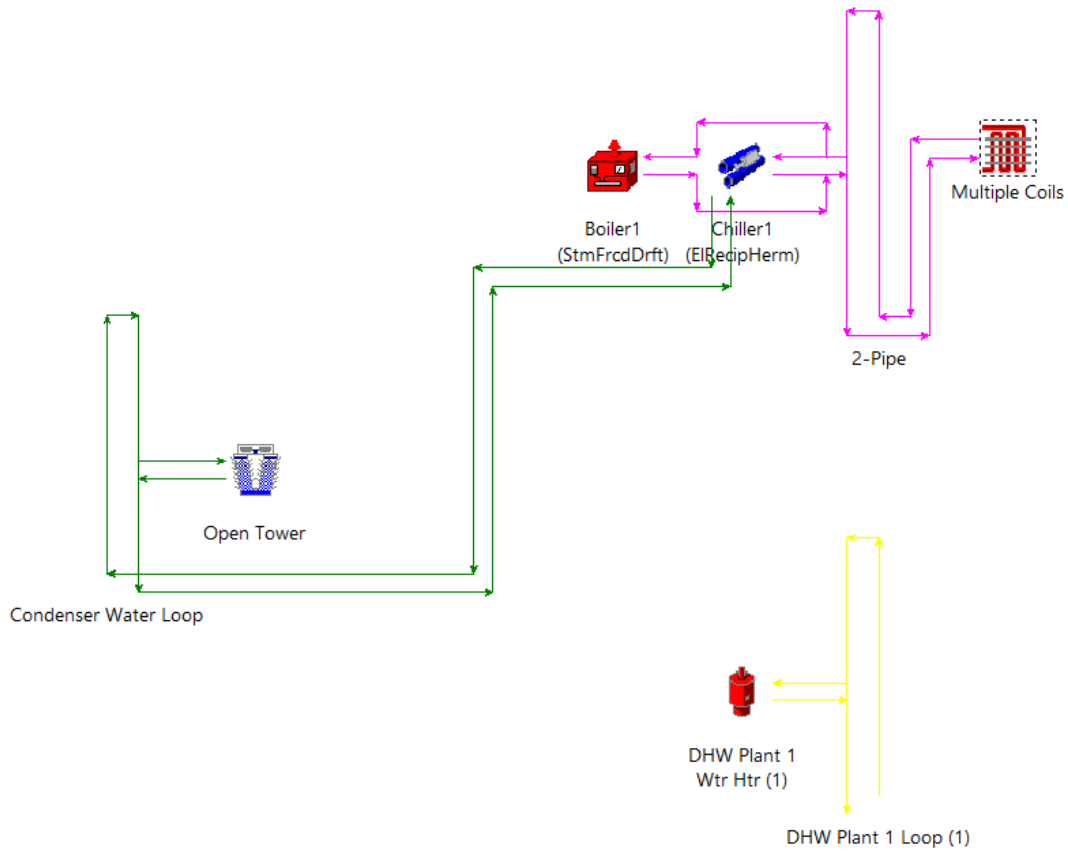 Multiple Coils
Boiler1
(StmFrcdDrft)
Chiller1
(ElRecipHerm)
2-Pipe
Open Tower
Condenser Water Loop
DHW Plant 1
Wtr Htr (1)
DHW Plant 1 Loop (1)